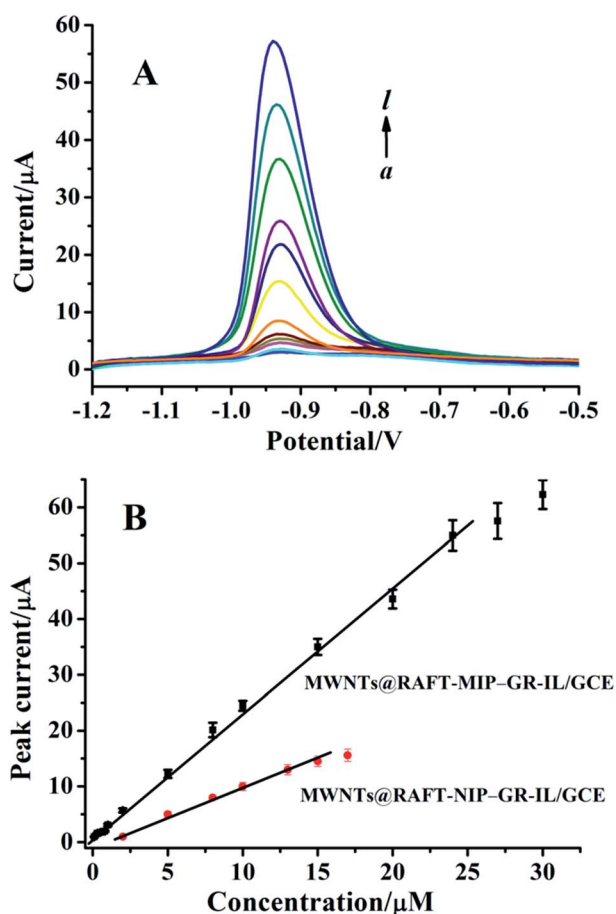 A
l
a
60
50
40
30
20
10
0
Current/μA
-1.2 -1.1 -1.0 -0.9 -0.8 -0.7 -0.6 -0.5
Potential/V
B
60
50
40
30
20
10
0
Peak current/μA
MWNTs@RAFT-MIP–GR-IL/GCE
MWNTs@RAFT-NIP–GR-IL/GCE
0 5 10 15 20 25 30
Concentration/μM